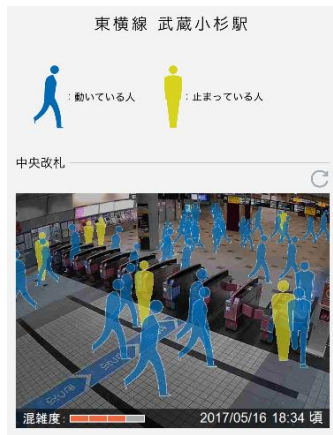 東横線 武蔵小杉駅
:動いている人
:止まっている人
中央改札
混雑度:
2017/05/16 18:34 頃